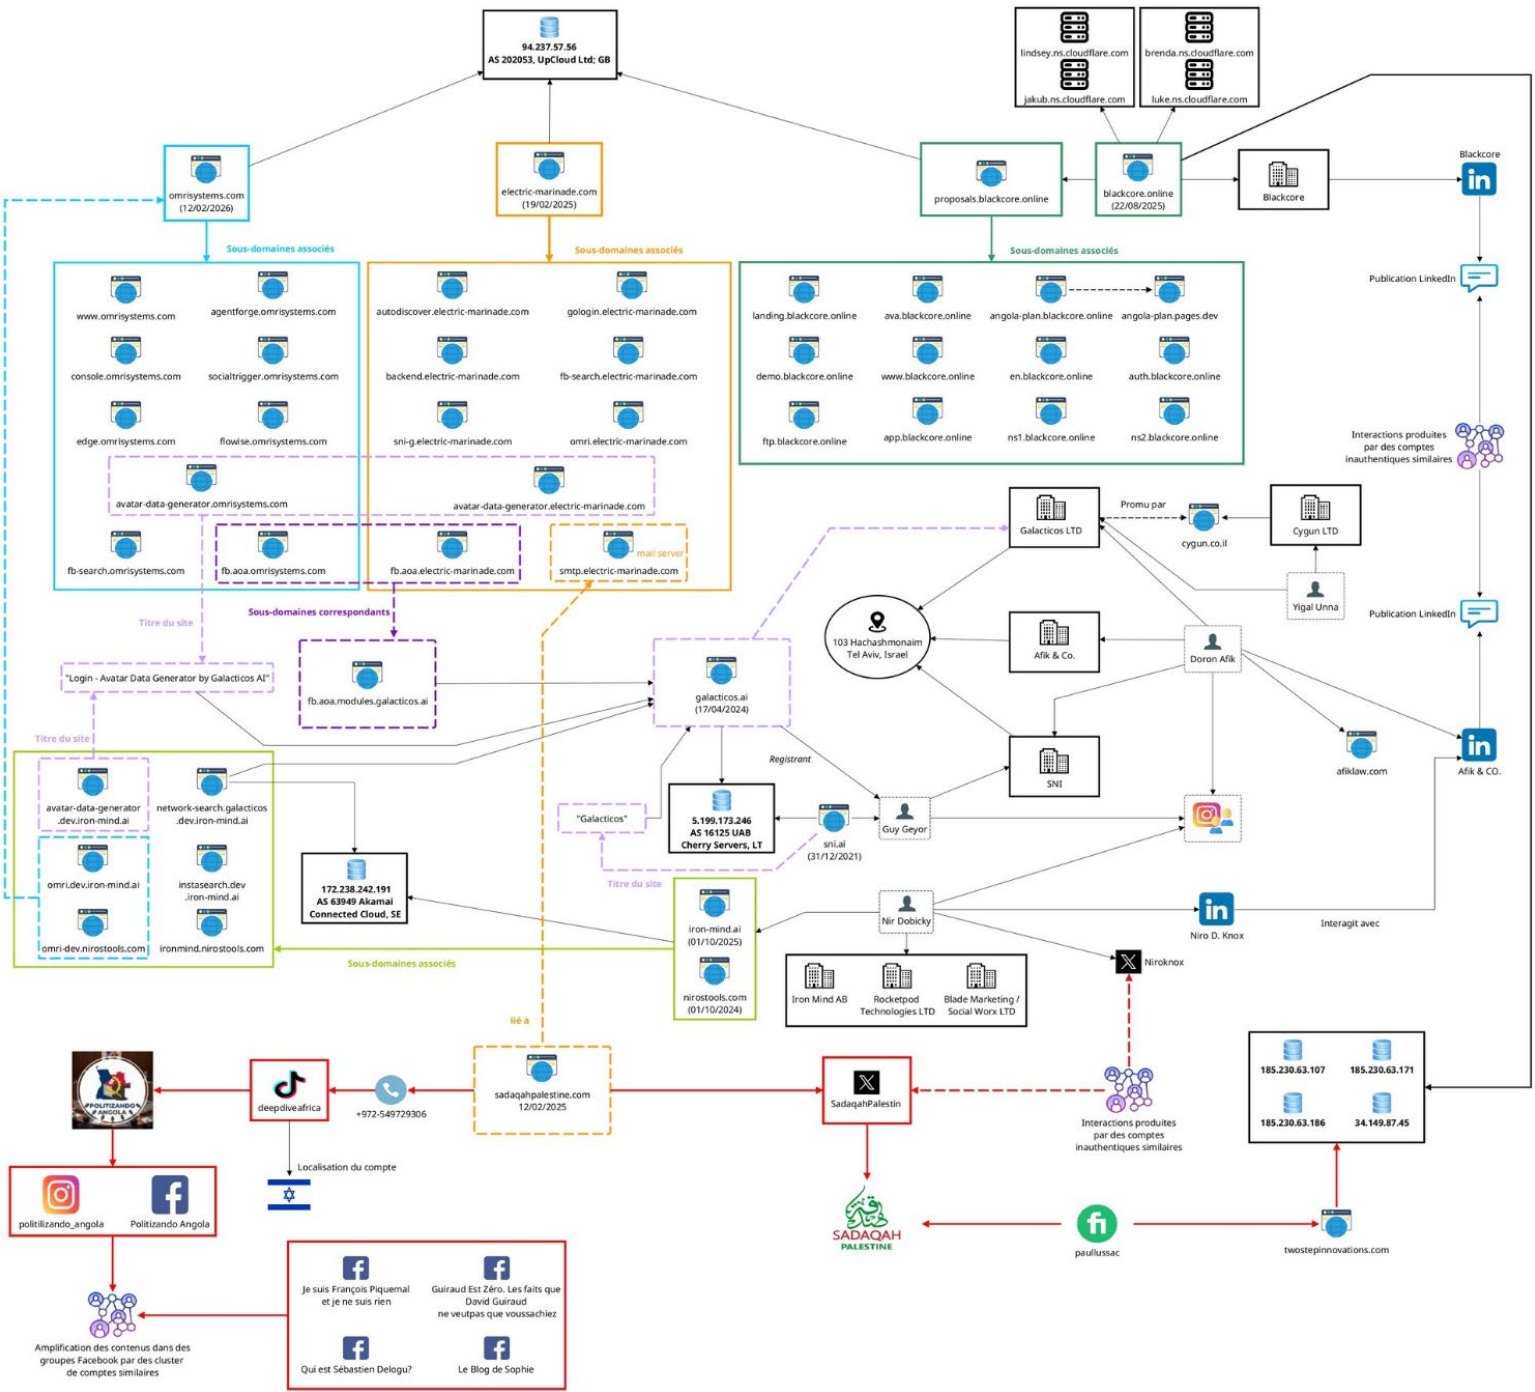 94.237.57.56
AS 202053, UpCloud Ltd; GB
lindsey.ns.cloudflare.com
jakub.ns.cloudflare.com
brenda.ns.cloudflare.com
luke.ns.cloudflare.com
omrisystems.com
(12/02/2026)
electric-marinade.com
(19/02/2025)
proposals.blackcore.online
blackcore.online
(22/08/2025)
Blackcore
Blackcore
Sous-domaines associés
Sous-domaines associés
Sous-domaines associés
Publication LinkedIn
www.omrisystems.com
agentforge.omrisystems.com
console.omrisystems.com
socialtrigger.omrisystems.com
edge.omrisystems.com
flowise.omrisystems.com
avatar-data-generator.omrisystems.com
fb-search.omrisystems.com
fb.aoa.omrisystems.com
autodiscover.electric-marinade.com
gologin.electric-marinade.com
backend.electric-marinade.com
fb-search.electric-marinade.com
sni-g.electric-marinade.com
omri.electric-marinade.com
avatar-data-generator.electric-marinade.com
fb.aoa.electric-marinade.com
mail server
smtp.electric-marinade.com
landing.blackcore.online
ava.blackcore.online
angola-plan.blackcore.online
angola-plan.pages.dev
demo.blackcore.online
www.blackcore.online
en.blackcore.online
auth.blackcore.online
ftp.blackcore.online
app.blackcore.online
ns1.blackcore.online
ns2.blackcore.online
Interactions produites
par des comptes
inauthentiques similaires
Galacticos LTD
Promu par
cygun.co.il
Cygun LTD
Yigal Unna
Publication LinkedIn
Sous-domaines correspondants
Titre du site
103 Hachashmonaim
Tel Aviv, Israel
Afik & Co.
Doron Afik
"Login - Avatar Data Generator by Galacticos AI"
fb.aoa.modules.galacticos.ai
galacticos.ai
(17/04/2024)
Titre du site
Registrant
SNI
afiklaw.com
Afik & CO.
avatar-data-generator
.dev.iron-mind.ai
network-search.galacticos
.dev.iron-mind.ai
"Galacticos"
5.199.173.246
AS 16125 UAB
Cherry Servers, LT
sni.ai
(31/12/2021)
Guy Geyor
omri.dev.iron-mind.ai
instasearch.dev
.iron-mind.ai
172.238.242.191
AS 63949 Akamai
Connected Cloud, SE
Titre du site
omri-dev.nirostools.com
ironmind.nirostools.com
iron-mind.ai
(01/10/2025)
nirostools.com
(01/10/2024)
Nir Dobicky
Niro D. Knox
Interagit avec
Sous-domaines associés
Niroknox
Iron Mind AB
Rocketpod
Technologies LTD
Blade Marketing /
Social Worx LTD
lié à
POLITIZANDO
ANGOLA
deepdiveafrica
+972-549729306
sadaqahpalestine.com
12/02/2025
SadaqahPalestin
Interactions produites
par des comptes
inauthentiques similaires
185.230.63.107
185.230.63.171
185.230.63.186
34.149.87.45
Localisation du compte
politilizando_angola
Politizando Angola
SADAQAH
PALESTINE
paullussac
twostepinnovations.com
Je suis François Piquemal
et je ne suis rien
Guiraud Est Zéro. Les faits que
David Guiraud
ne veutpas que voussachiez
Qui est Sébastien Delogu?
Le Blog de Sophie
Amplification des contenus dans des
groupes Facebook par des cluster
de comptes similaires